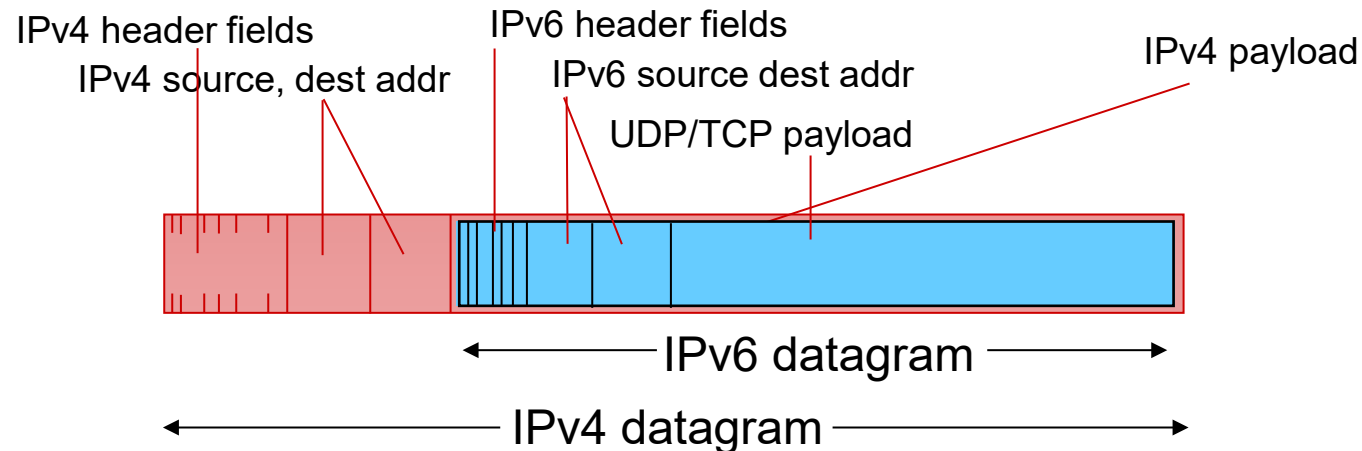 IPv4 header fields
IPv6 header fields
IPv4 payload
IPv4 source, dest addr
IPv6 source dest addr
UDP/TCP payload
IPv6 datagram
IPv4 datagram